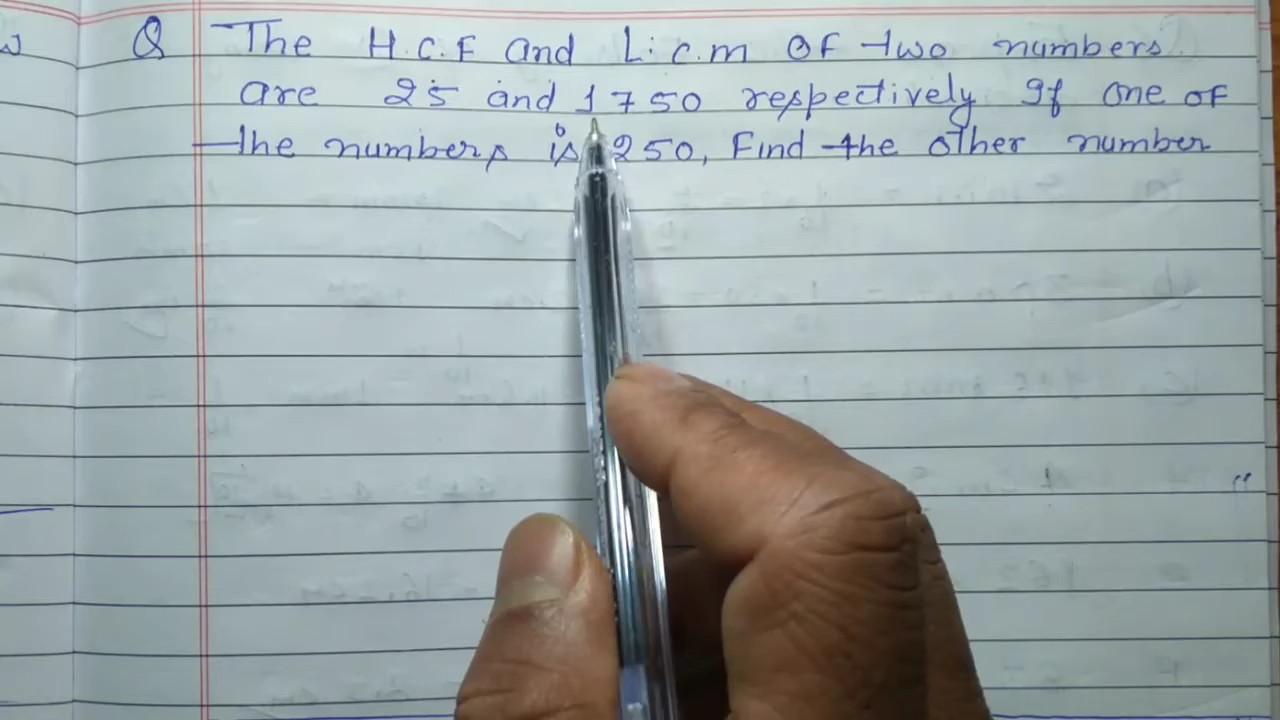 Q The H.C.F and L.C.M OF two numbers
are 25 and 1750 respectively If one of
the numbers is 250, Find the other number